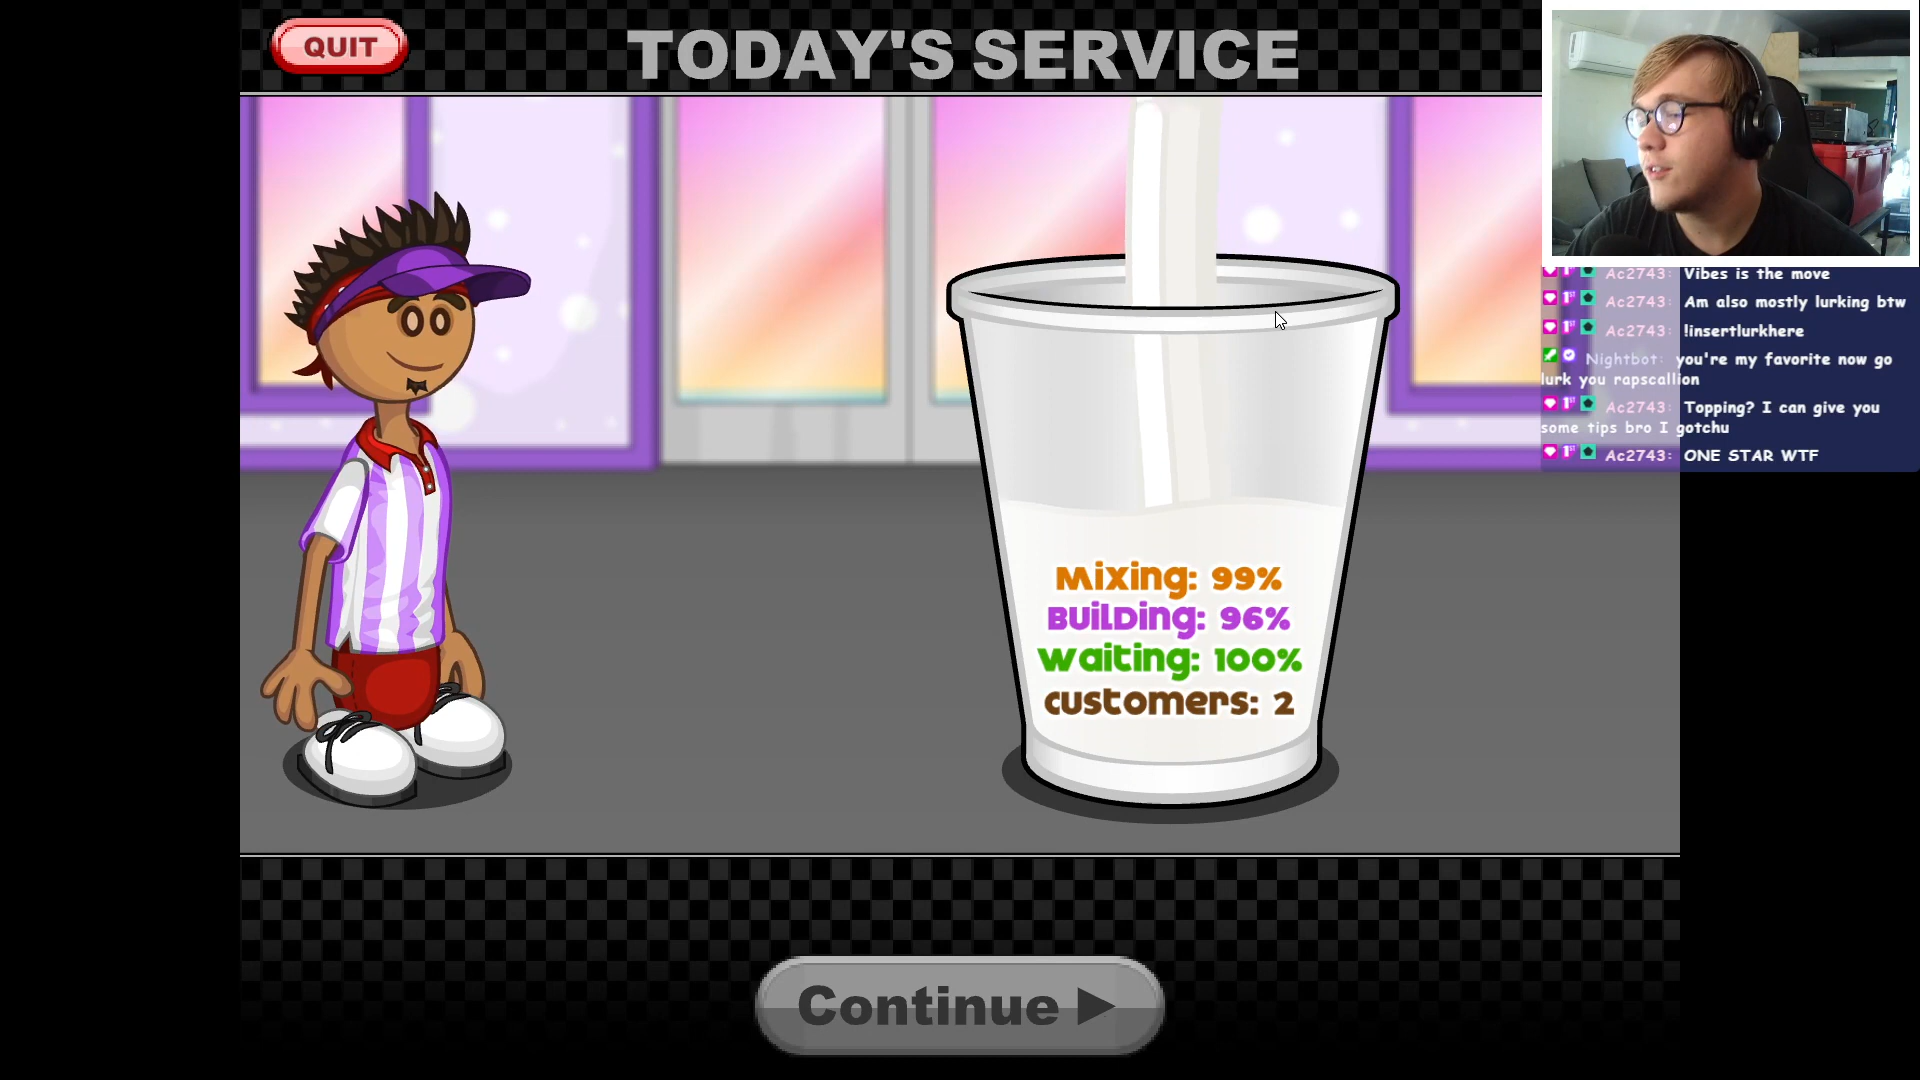 QUIT
TODAY'S SERVICE
Mixing: 99%
Building: 96%
Waiting: 100%
Customers: 2
Continue
Ac2743: Vibes is the move
Ac2743: Am also mostly lurking btw
Ac2743: !insertlurkhere
Nightbot: you're my favorite now go
lurk you rapscallion
Ac2743: Topping? I can give you
some tips bro I gotchu
Ac2743: ONE STAR WTF